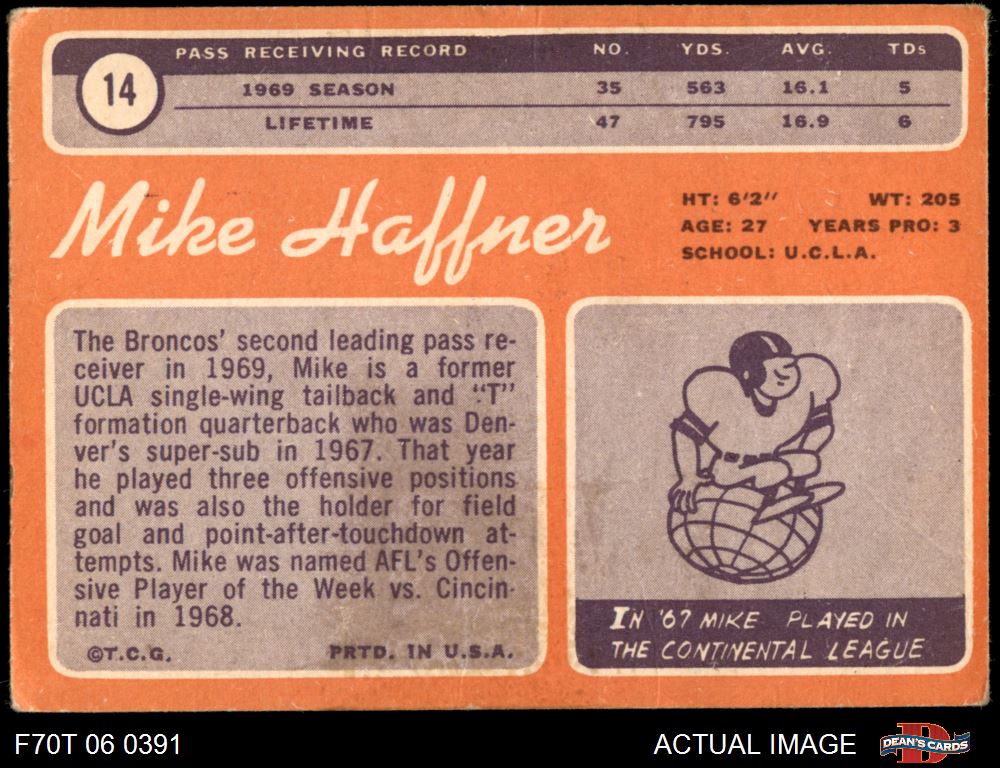 14
PASS RECEIVING RECORD NO. YDS. AVG. TDs
1969 SEASON 35 563 16.1 5
LIFETIME 47 795 16.9 6
Mike Haffner
HT: 6'2" WT: 205
AGE: 27 YEARS PRO: 3
SCHOOL: U.C.L.A.
The Broncos' second leading pass re-
ceiver in 1969, Mike is a former
UCLA single-wing tailback and "T"
formation quarterback who was Den-
ver's super-sub in 1967. That year
he played three offensive positions
and was also the holder for field
goal and point-after-touchdown at-
tempts. Mike was named AFL's Offen-
sive Player of the Week vs. Cincin-
nati in 1968.
©T.C.G. PRTD. IN U.S.A.
IN '67 MIKE PLAYED IN
THE CONTINENTAL LEAGUE
F70T 06 0391 ACTUAL IMAGE DEAN'S CARDS